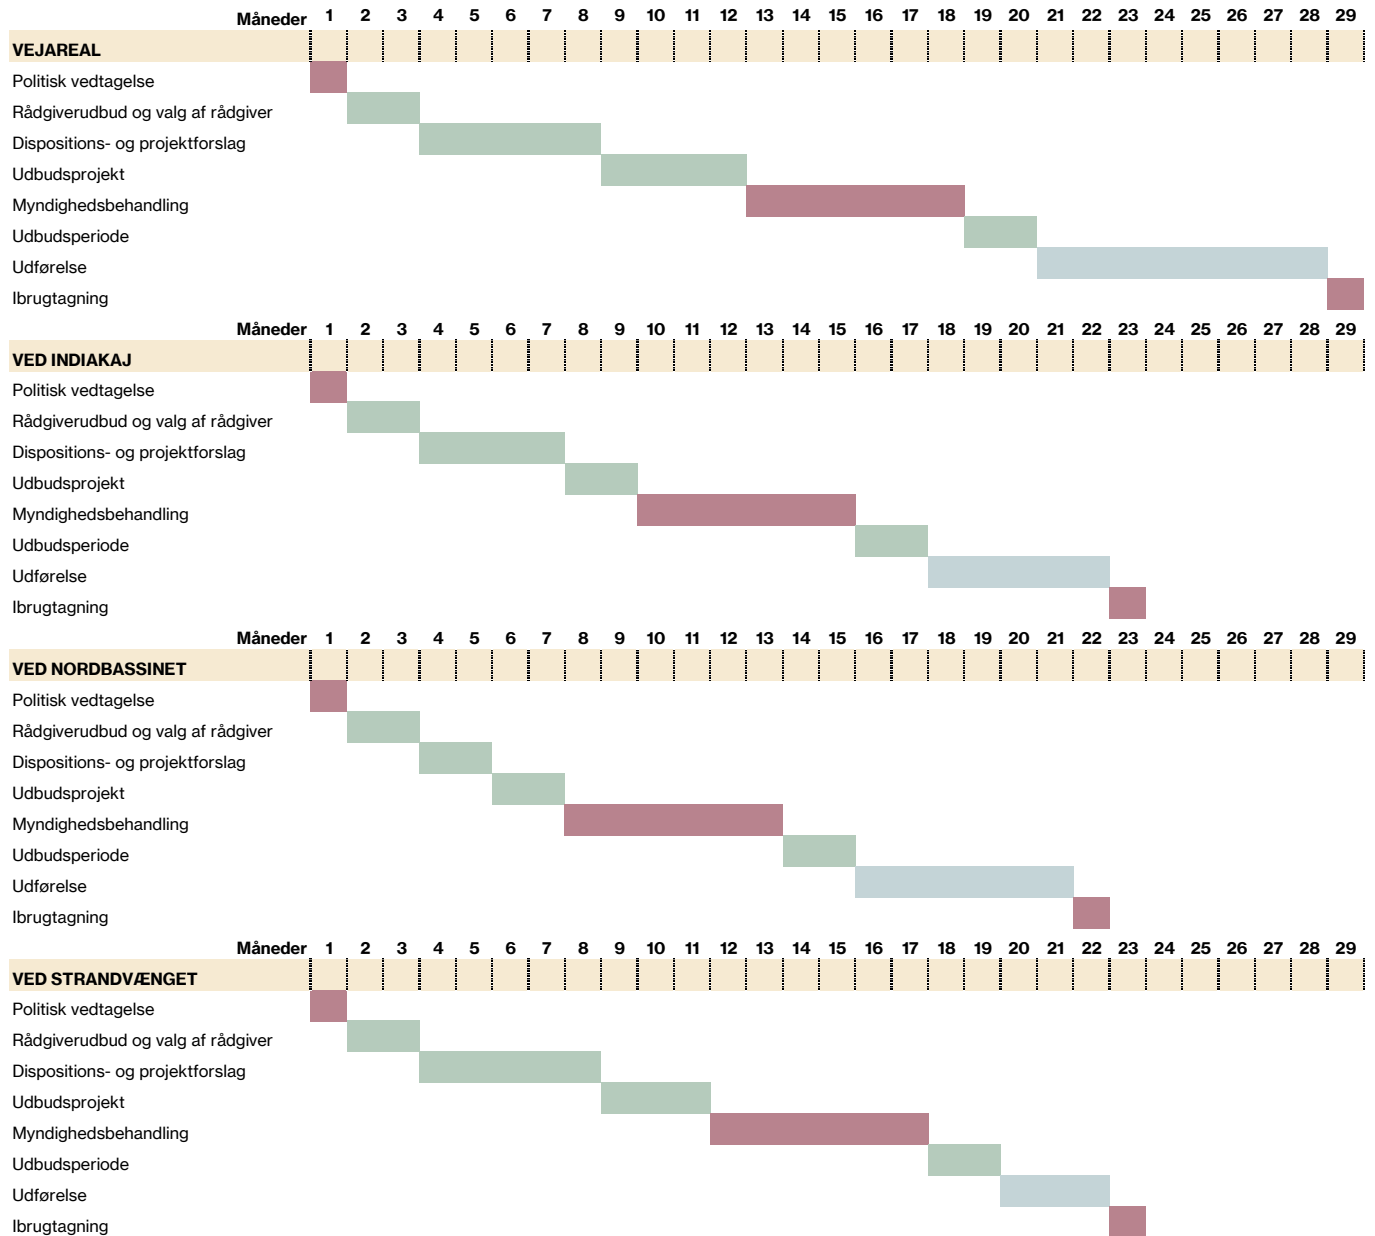 Måneder 1 2 3 4 5 6 7 8 9 10 11 12 13 14 15 16 17 18 19 20 21 22 23 24 25 26 27 28 29
VEJAREAL
Politisk vedtagelse
Rådgiverudbud og valg af rådgiver
Dispositions- og projektforslag
Udbudsprojekt
Myndighedsbehandling
Udbudsperiode
Udførelse
Ibrugtagning
Måneder 1 2 3 4 5 6 7 8 9 10 11 12 13 14 15 16 17 18 19 20 21 22 23 24 25 26 27 28 29
VED INDIAKAJ
Politisk vedtagelse
Rådgiverudbud og valg af rådgiver
Dispositions- og projektforslag
Udbudsprojekt
Myndighedsbehandling
Udbudsperiode
Udførelse
Ibrugtagning
Måneder 1 2 3 4 5 6 7 8 9 10 11 12 13 14 15 16 17 18 19 20 21 22 23 24 25 26 27 28 29
VED NORDBASSINET
Politisk vedtagelse
Rådgiverudbud og valg af rådgiver
Dispositions- og projektforslag
Udbudsprojekt
Myndighedsbehandling
Udbudsperiode
Udførelse
Ibrugtagning
Måneder 1 2 3 4 5 6 7 8 9 10 11 12 13 14 15 16 17 18 19 20 21 22 23 24 25 26 27 28 29
VED STRANDVÆNGET
Politisk vedtagelse
Rådgiverudbud og valg af rådgiver
Dispositions- og projektforslag
Udbudsprojekt
Myndighedsbehandling
Udbudsperiode
Udførelse
Ibrugtagning